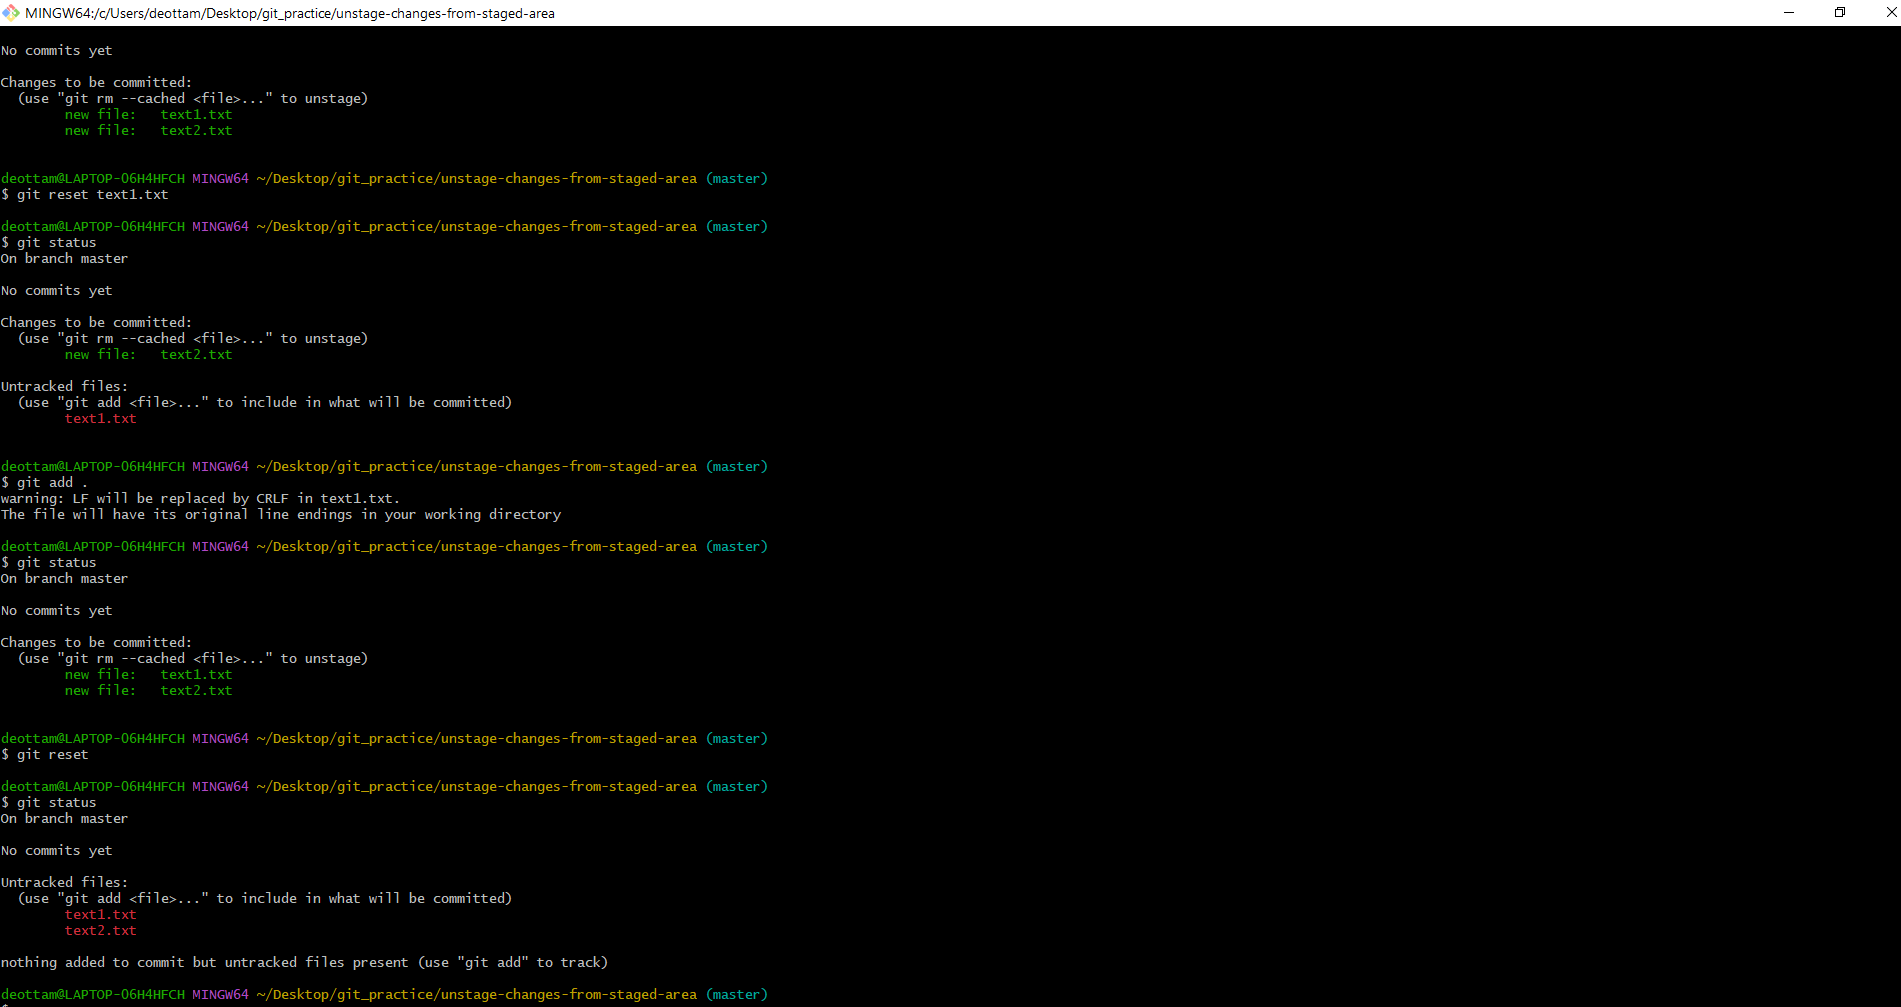 MINGW64:/c/Users/deottam/Desktop/git_practice/unstage-changes-from-staged-area
No commits yet
Changes to be committed:
  (use "git rm --cached <file>..." to unstage)
        new file:   text1.txt
        new file:   text2.txt
deottam@LAPTOP-O6H4HFCH MINGW64 ~/Desktop/git_practice/unstage-changes-from-staged-area (master)
$ git reset text1.txt
deottam@LAPTOP-O6H4HFCH MINGW64 ~/Desktop/git_practice/unstage-changes-from-staged-area (master)
$ git status
On branch master
No commits yet
Changes to be committed:
  (use "git rm --cached <file>..." to unstage)
        new file:   text2.txt
Untracked files:
  (use "git add <file>..." to include in what will be committed)
        text1.txt
deottam@LAPTOP-O6H4HFCH MINGW64 ~/Desktop/git_practice/unstage-changes-from-staged-area (master)
$ git add .
warning: LF will be replaced by CRLF in text1.txt.
The file will have its original line endings in your working directory
deottam@LAPTOP-O6H4HFCH MINGW64 ~/Desktop/git_practice/unstage-changes-from-staged-area (master)
$ git status
On branch master
No commits yet
Changes to be committed:
  (use "git rm --cached <file>..." to unstage)
        new file:   text1.txt
        new file:   text2.txt
deottam@LAPTOP-O6H4HFCH MINGW64 ~/Desktop/git_practice/unstage-changes-from-staged-area (master)
$ git reset
deottam@LAPTOP-O6H4HFCH MINGW64 ~/Desktop/git_practice/unstage-changes-from-staged-area (master)
$ git status
On branch master
No commits yet
Untracked files:
  (use "git add <file>..." to include in what will be committed)
        text1.txt
        text2.txt
nothing added to commit but untracked files present (use "git add" to track)
deottam@LAPTOP-O6H4HFCH MINGW64 ~/Desktop/git_practice/unstage-changes-from-staged-area (master)